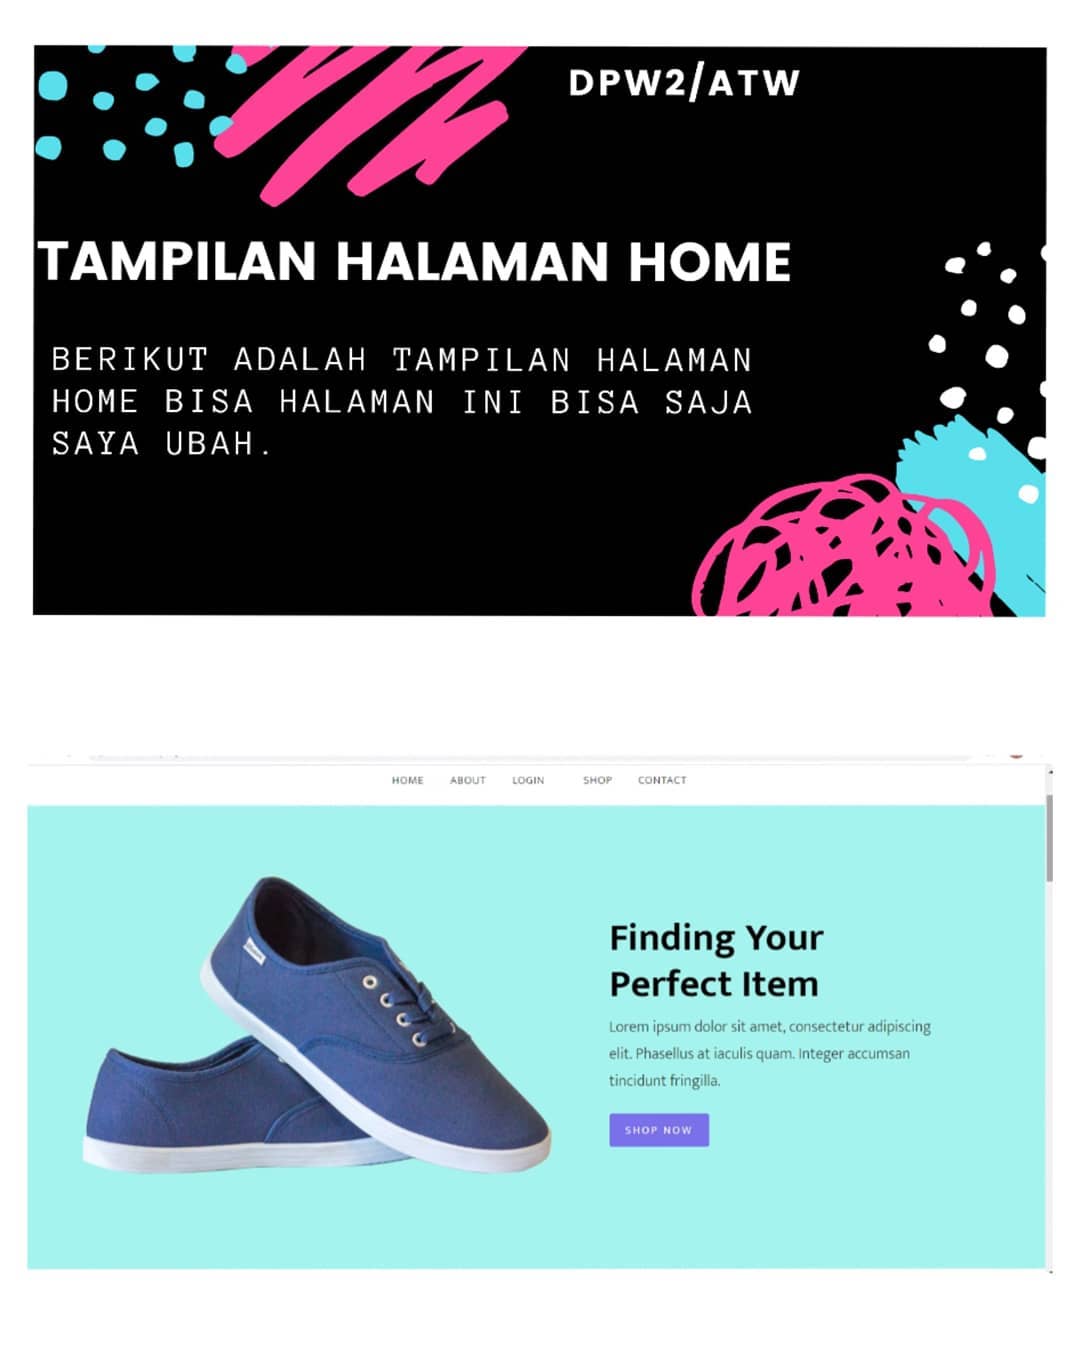 DPW2/ATW
TAMPILAN HALAMAN HOME
BERIKUT ADALAH TAMPILAN HALAMAN
HOME BISA HALAMAN INI BISA SAJA
SAYA UBAH.
HOME ABOUT LOGIN SHOP CONTACT
Finding Your
Perfect Item
Lorem ipsum dolor sit amet, consectetur adipiscing
elit. Phasellus at iaculis quam. Integer accumsan
tincidunt fringilla.
SHOP NOW